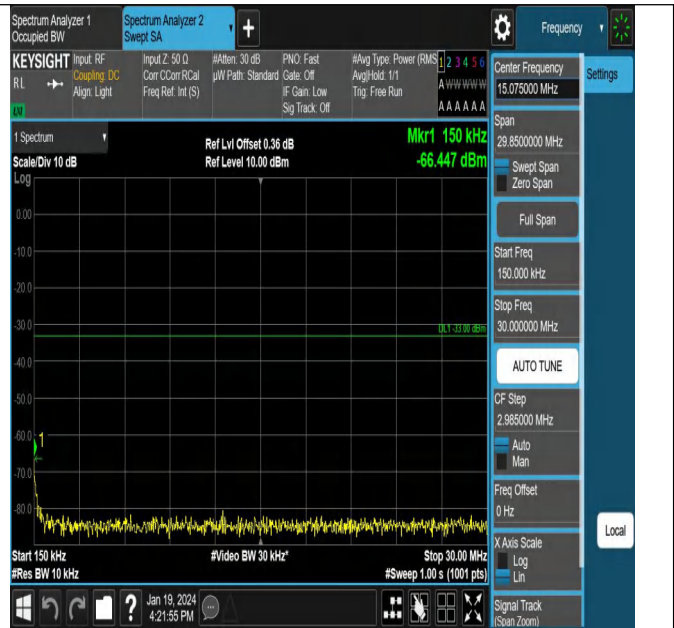 Spectrum Analyzer 1
Occupied BW
Spectrum Analyzer 2
Swept SA
Frequency
KEYSIGHT
RL
LXI
Input: RF
Coupling: DC
Align: Light
Input Z: 50 Ω
Corr CCorr RCal
Freq Ref: Int (S)
#Atten: 30 dB
µW Path: Standard
PNO: Fast
Gate: Off
IF Gain: Low
Sig Track: Off
#Avg Type: Power (RMS
Avg|Hold: 1/1
Trig: Free Run
1 2 3 4 5 6
A W W W W W
A A A A A A
1 Spectrum
Scale/Div 10 dB
Ref Lvl Offset 0.36 dB
Ref Level 10.00 dBm
Mkr1 150 kHz
-66.447 dBm
Log
0.00
-10.0
-20.0
-30.0
DL1 -33.00 dBm
-40.0
-50.0
-60.0
1
-70.0
-80.0
Start 150 kHz
#Video BW 30 kHz*
Stop 30.00 MHz
#Res BW 10 kHz
#Sweep 1.00 s (1001 pts)
Center Frequency
15.075000 MHz
Settings
Span
29.8500000 MHz
Swept Span
Zero Span
Full Span
Start Freq
150.000 kHz
Stop Freq
30.000000 MHz
AUTO TUNE
CF Step
2.985000 MHz
Auto
Man
Freq Offset
0 Hz
X Axis Scale
Log
Lin
Local
Signal Track
(Span Zoom)
?
Jan 19, 2024
4:21:55 PM